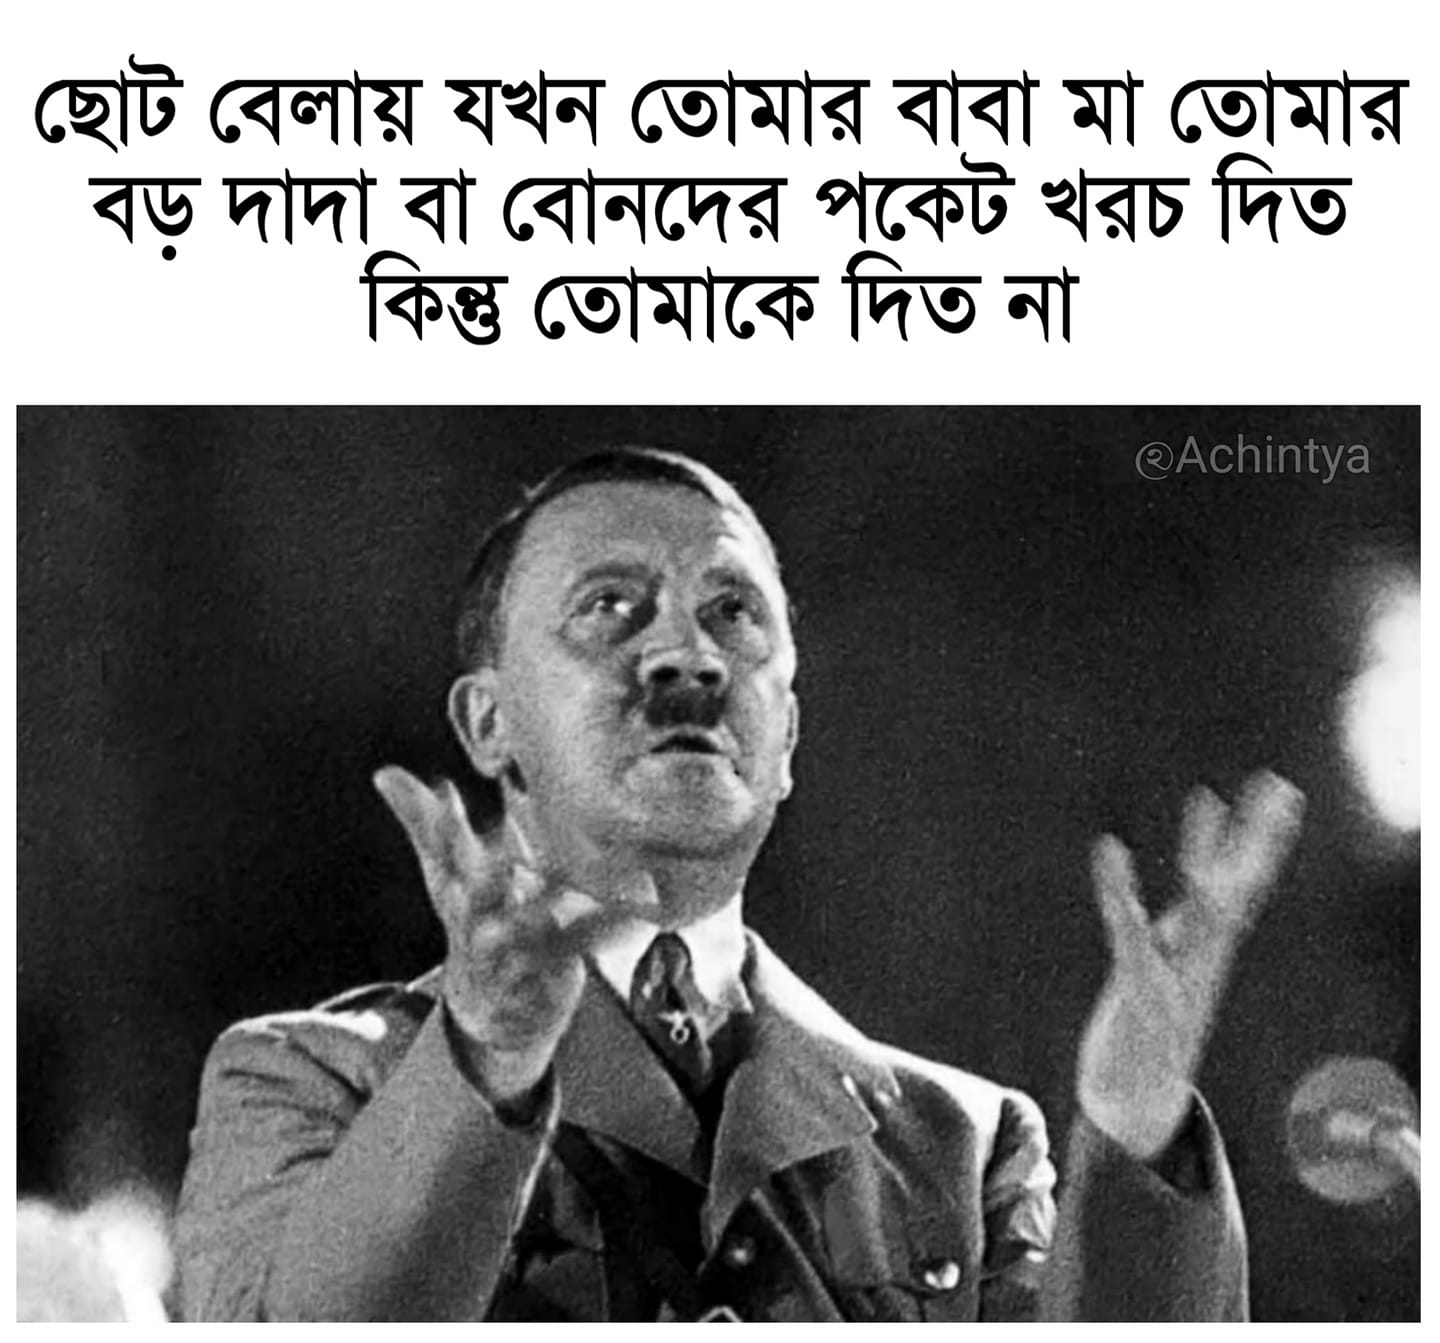 ছোট বেলায় যখন তোমার বাবা মা তোমার
বড় দাদা বা বোনদের পকেট খরচ দিত
কিন্তু তোমাকে দিত না
@Achintya